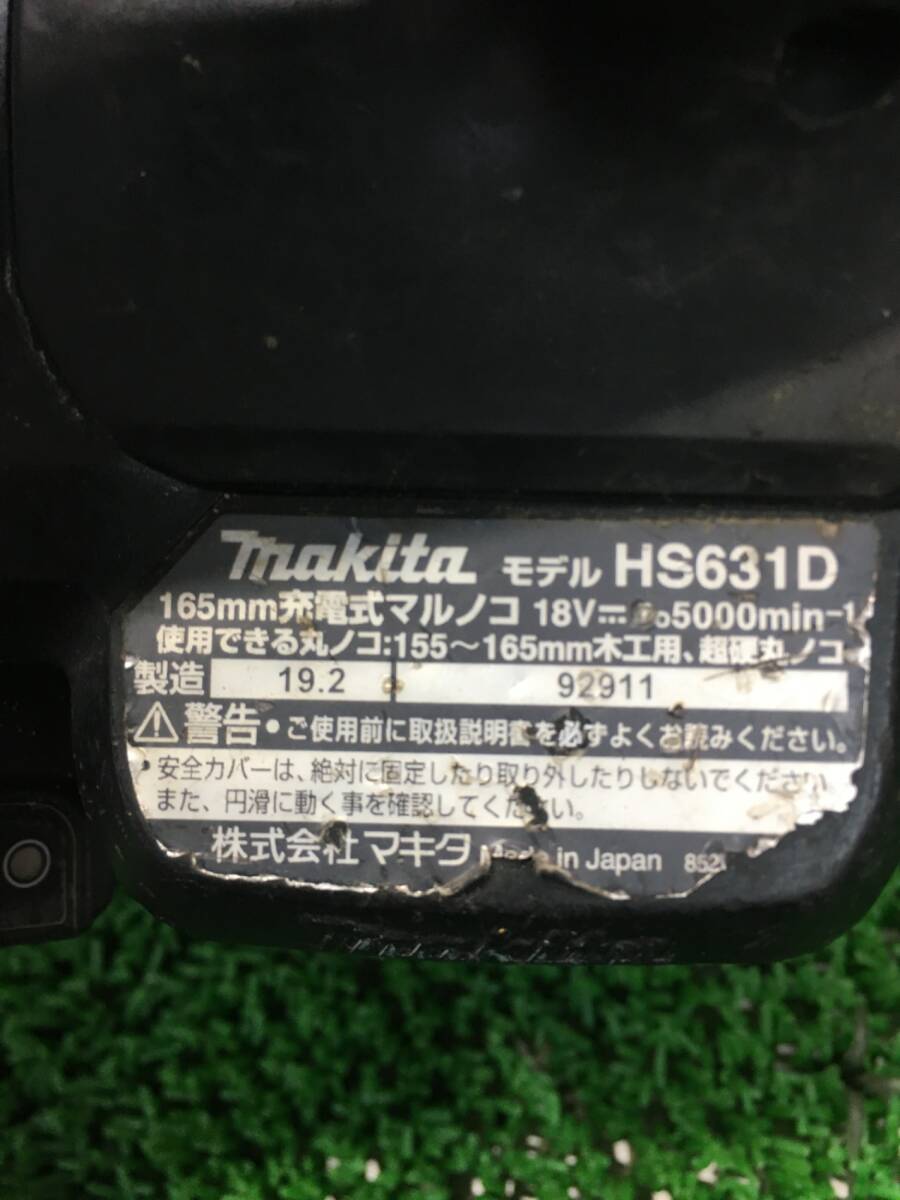 makita モデル HS631D
165mm充電式マルノコ 18V⎓ n₀5000min⁻¹
使用できる丸ノコ:155～165mm木工用、超硬丸ノコ
製造 19.2 92911
⚠警告・ご使用前に取扱説明書を必ずよくお読みください。
・安全カバーは、絶対に固定したり取り外したりしないでください
また、円滑に動く事を確認してください。
株式会社マキタ Made in Japan